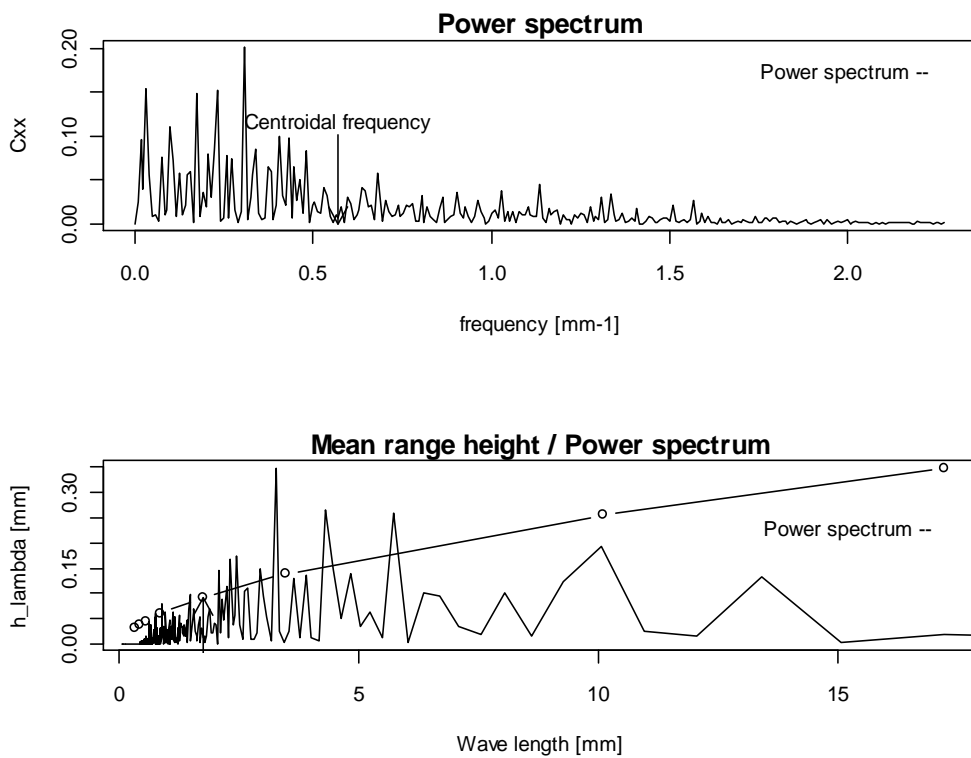 Power spectrum
Cxx
0.20
0.10
0.00
Power spectrum --
Centroidal frequency
0.0 0.5 1.0 1.5 2.0
frequency [mm-1]
Mean range height / Power spectrum
h_lambda [mm]
0.30
0.15
0.00
Power spectrum --
0 5 10 15
Wave length [mm]